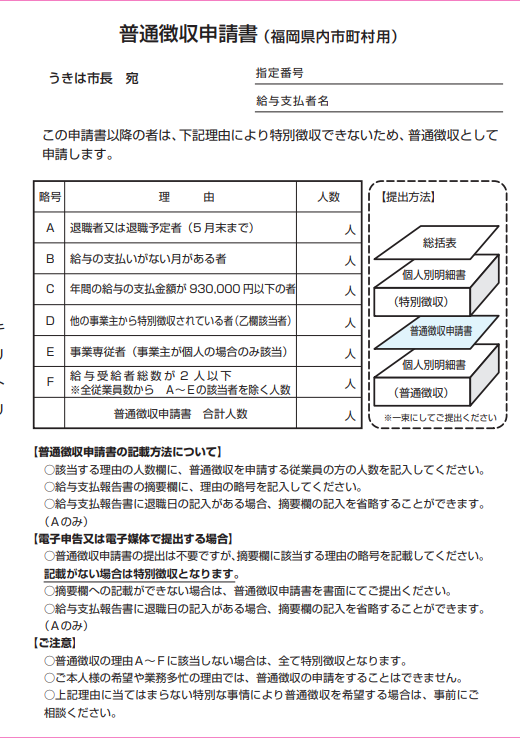 普通徴収申請書（福岡県内市町村用）
うきは市長　宛
指定番号
給与支払者名
この申請書以降の者は、下記理由により特別徴収できないため、普通徴収として
申請します。
略号　理　由　人数
A　退職者又は退職予定者（５月末まで）　人
B　給与の支払いがない月がある者　人
C　年間の給与の支払金額が 930,000 円以下の者　人
D　他の事業主から特別徴収されている者（乙欄該当者）　人
E　事業専従者（事業主が個人の場合のみ該当）　人
F　給与受給者総数が２人以下
※全従業員数から　A～Eの該当者を除く人数　人
普通徴収申請書　合計人数　人
【提出方法】
総括表
個人別明細書
（特別徴収）
普通徴収申請書
個人別明細書
（普通徴収）
※一束にしてご提出ください
【普通徴収申請書の記載方法について】
○該当する理由の人数欄に、普通徴収を申請する従業員の方の人数を記入してください。
○給与支払報告書の摘要欄に、理由の略号を記入してください。
○給与支払報告書に退職日の記入がある場合、摘要欄の記入を省略することができます。
（Ａのみ）
【電子申告又は電子媒体で提出する場合】
○普通徴収申請書の提出は不要ですが、摘要欄に該当する理由の略号を記載してください。
記載がない場合は特別徴収となります。
○摘要欄への記載ができない場合は、普通徴収申請書を書面にてご提出ください。
○給与支払報告書に退職日の記入がある場合、摘要欄の記入を省略することができます。
（Ａのみ）
【ご注意】
○普通徴収の理由Ａ～Ｆに該当しない場合は、全て特別徴収となります。
○ご本人様の希望や業務多忙の理由では、普通徴収の申請をすることはできません。
○上記理由に当てはまらない特別な事情により普通徴収を希望する場合は、事前にご
相談ください。